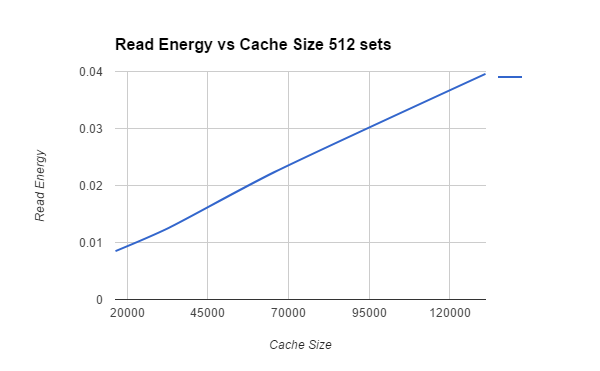 Read Energy vs Cache Size 512 sets
0.04
0.03
0.02
0.01
0
Read Energy
20000 45000 70000 95000 120000
Cache Size